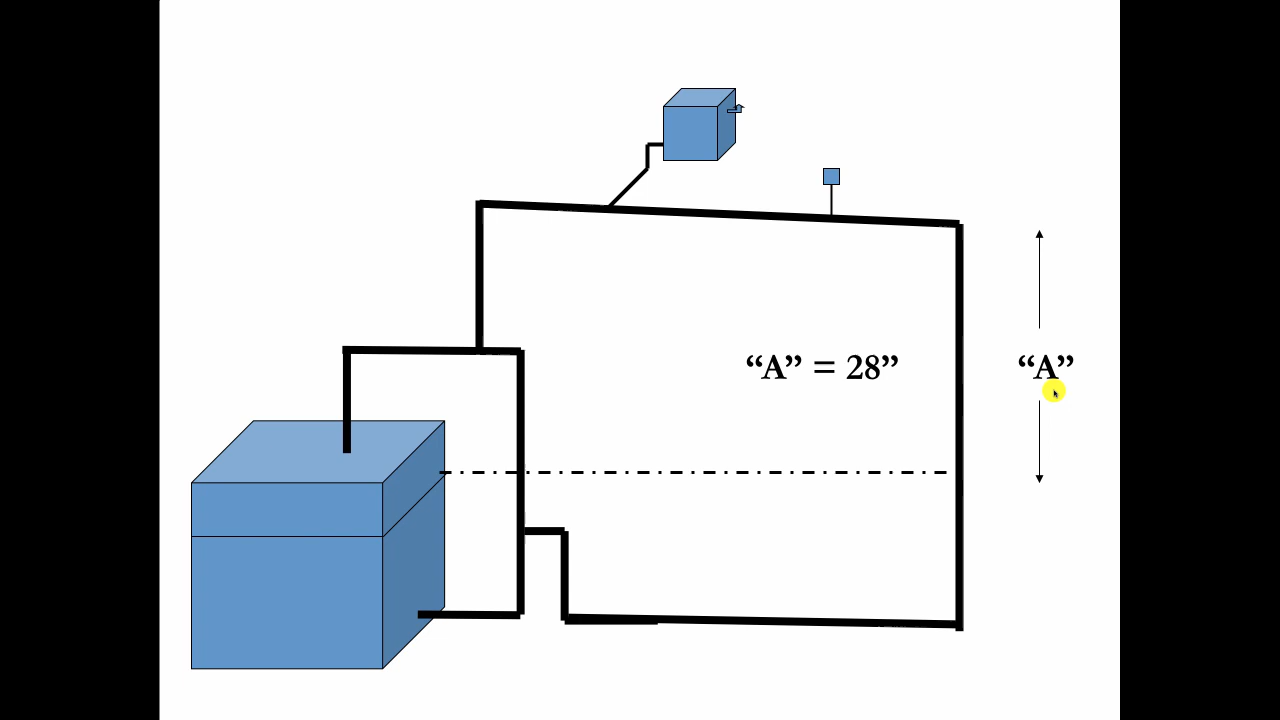 “A” = 28” “A”